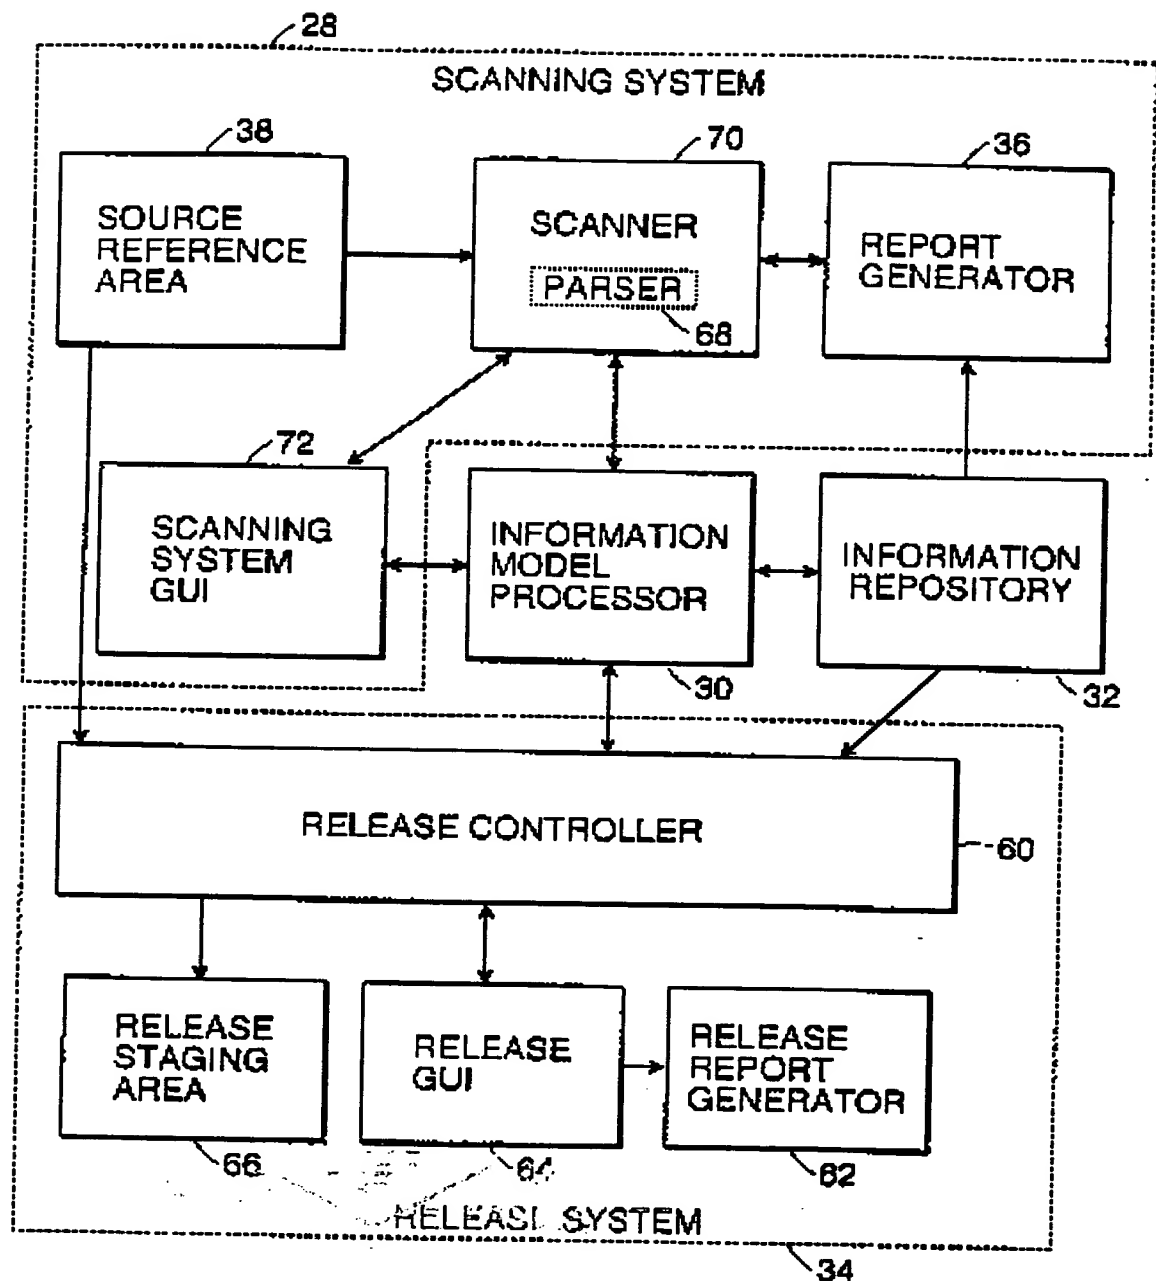 28
SCANNING SYSTEM
38
70
36
SOURCE
REFERENCE
AREA
SCANNER
PARSER
68
REPORT
GENERATOR
72
SCANNING
SYSTEM
GUI
INFORMATION
MODEL
PROCESSOR
30
INFORMATION
REPOSITORY
32
RELEASE CONTROLLER
60
RELEASE
STAGING
AREA
66
RELEASE
GUI
64
RELEASE
REPORT
GENERATOR
62
RELEASE SYSTEM
34